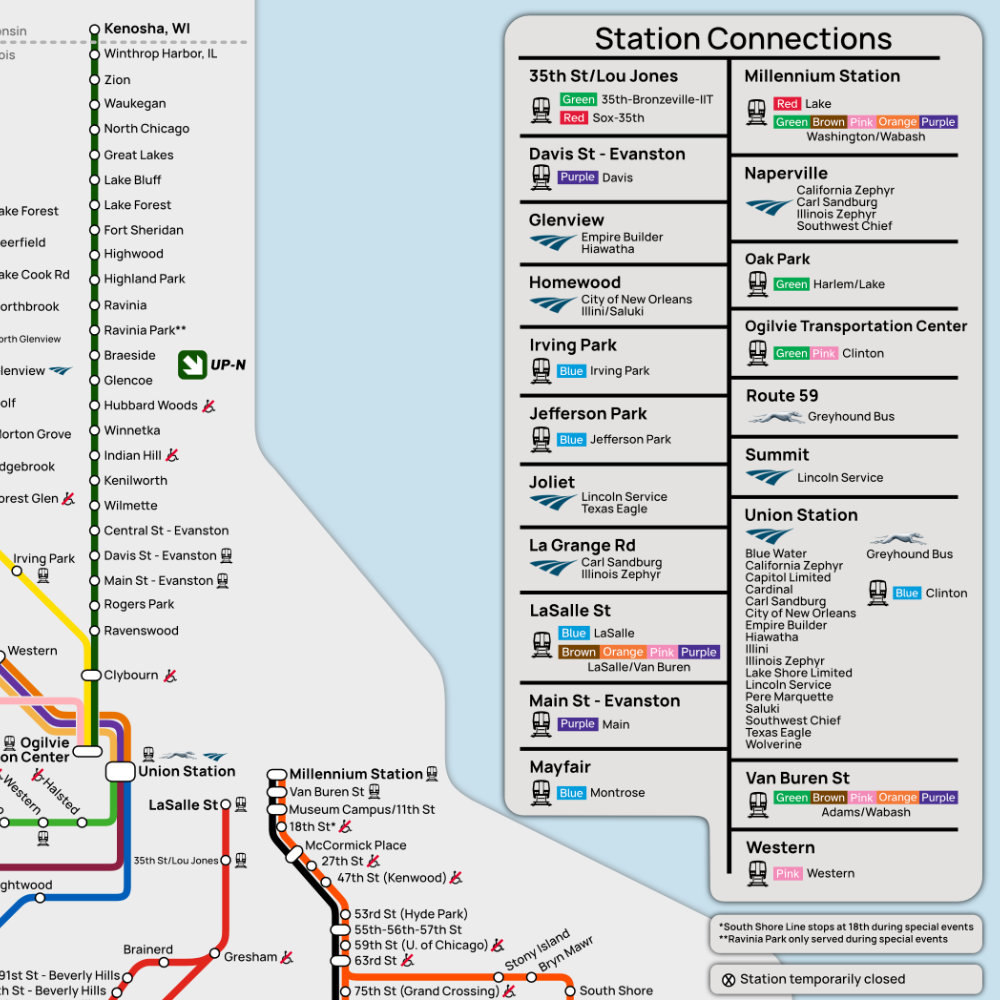 ensin
ois
Kenosha, WI
Winthrop Harbor, IL
Zion
Waukegan
North Chicago
Great Lakes
Lake Bluff
Lake Forest
Fort Sheridan
Highwood
Highland Park
Ravinia
Ravinia Park**
Braeside
Glencoe
Hubbard Woods
Winnetka
Indian Hill
Kenilworth
Wilmette
Central St - Evanston
Davis St - Evanston
Main St - Evanston
Rogers Park
Ravenswood
Clybourn
UP-N
ake Forest
eerfield
ake Cook Rd
orthbrook
orth Glenview
lenview
olf
orton Grove
dgebrook
orest Glen
Irving Park
Western
Ogilvie
on Center
Union Station
Western
Halsted
ghtwood
LaSalle St
35th St/Lou Jones
Brainerd
Gresham
91st St - Beverly Hills
th St - Beverly Hills
Millennium Station
Van Buren St
Museum Campus/11th St
18th St*
McCormick Place
27th St
47th St (Kenwood)
53rd St (Hyde Park)
55th-56th-57th St
59th St (U. of Chicago)
63rd St
Stony Island
Bryn Mawr
75th St (Grand Crossing)
South Shore
Station Connections
35th St/Lou Jones
Green 35th-Bronzeville-IIT
Red Sox-35th
Davis St - Evanston
Purple Davis
Glenview
Empire Builder
Hiawatha
Homewood
City of New Orleans
Illini/Saluki
Irving Park
Blue Irving Park
Jefferson Park
Blue Jefferson Park
Joliet
Lincoln Service
Texas Eagle
La Grange Rd
Carl Sandburg
Illinois Zephyr
LaSalle St
Blue LaSalle
Brown Orange Pink Purple
LaSalle/Van Buren
Main St - Evanston
Purple Main
Mayfair
Blue Montrose
Millennium Station
Red Lake
Green Brown Pink Orange Purple
Washington/Wabash
Naperville
California Zephyr
Carl Sandburg
Illinois Zephyr
Southwest Chief
Oak Park
Green Harlem/Lake
Ogilvie Transportation Center
Green Pink Clinton
Route 59
Greyhound Bus
Summit
Lincoln Service
Union Station
Blue Water
California Zephyr
Capitol Limited
Cardinal
Carl Sandburg
City of New Orleans
Empire Builder
Hiawatha
Illini
Illinois Zephyr
Lake Shore Limited
Lincoln Service
Pere Marquette
Saluki
Southwest Chief
Texas Eagle
Wolverine
Greyhound Bus
Blue Clinton
Van Buren St
Green Brown Pink Orange Purple
Adams/Wabash
Western
Pink Western
*South Shore Line stops at 18th during special events
**Ravinia Park only served during special events
Station temporarily closed